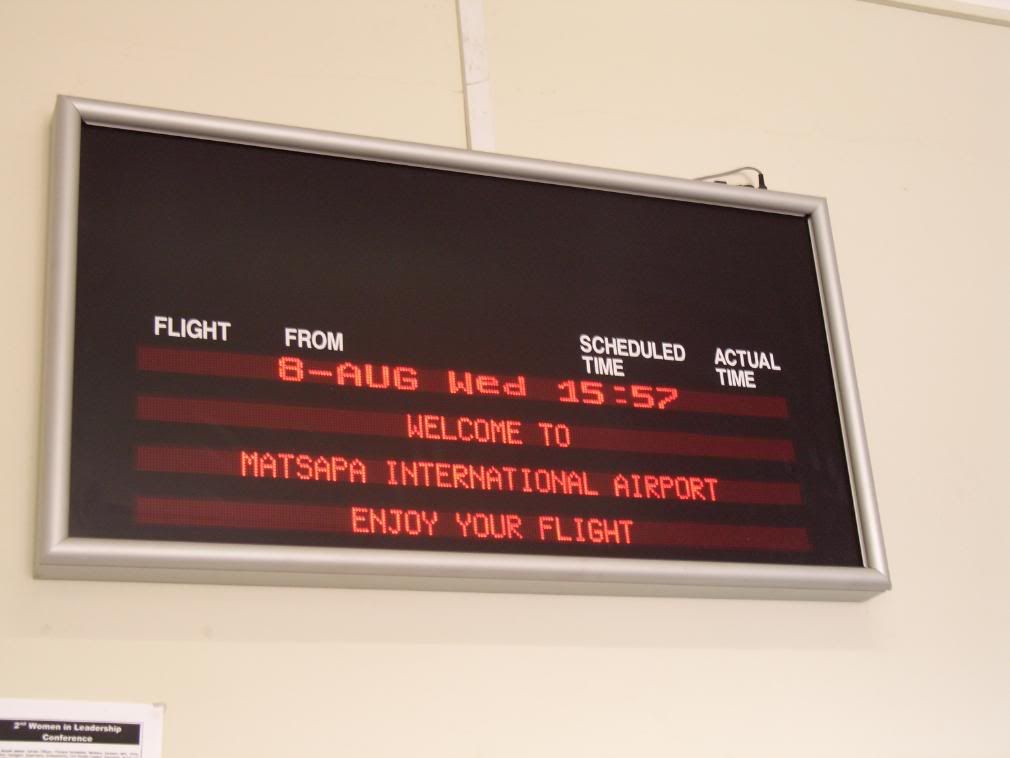 FLIGHT FROM SCHEDULED TIME ACTUAL TIME
8-AUG Wed 15:57
WELCOME TO
MATSAPA INTERNATIONAL AIRPORT
ENJOY YOUR FLIGHT
2nd Women in Leadership
Conference